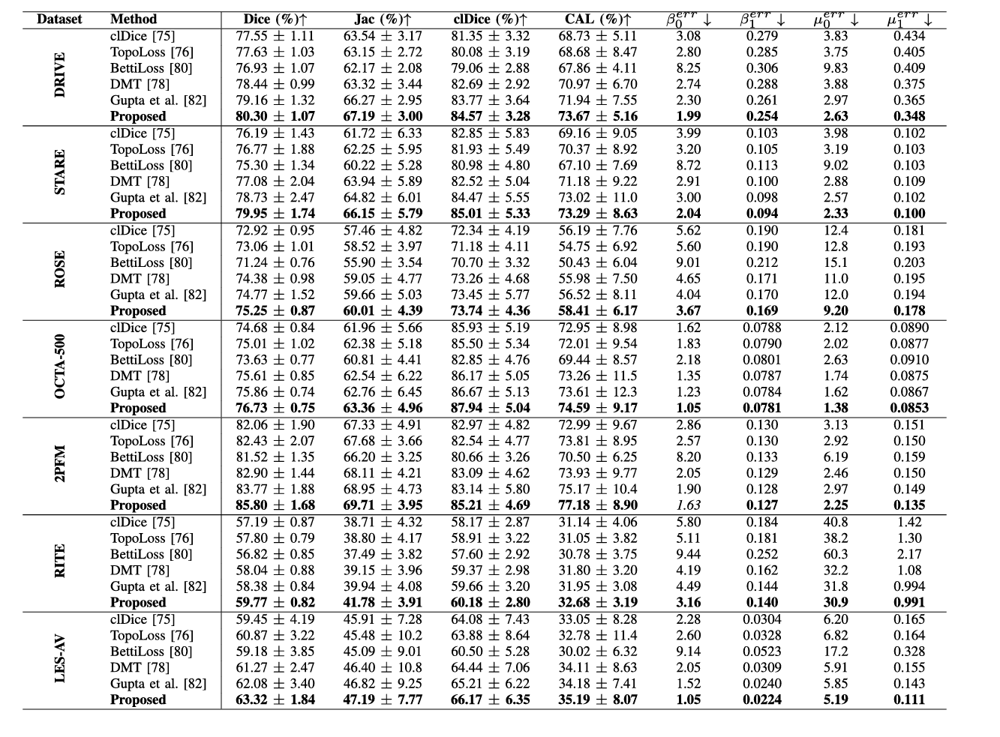 Dataset Method Dice (%)↑ Jac (%)↑ clDice (%)↑ CAL (%)↑ β₀ᵉʳʳ ↓ β₁ᵉʳʳ ↓ μ₀ᵉʳʳ ↓ μ₁ᵉʳʳ ↓
DRIVE
clDice [75] 77.55 ± 1.11 63.54 ± 3.17 81.35 ± 3.32 68.73 ± 5.11 3.08 0.279 3.83 0.434
TopoLoss [76] 77.63 ± 1.03 63.15 ± 2.72 80.08 ± 3.19 68.68 ± 8.47 2.80 0.285 3.75 0.405
BettiLoss [80] 76.93 ± 1.07 62.17 ± 2.08 79.06 ± 2.88 67.86 ± 4.11 8.25 0.306 9.83 0.409
DMT [78] 78.44 ± 0.99 63.32 ± 3.44 82.69 ± 2.92 70.97 ± 6.70 2.74 0.288 3.88 0.375
Gupta et al. [82] 79.16 ± 1.32 66.27 ± 2.95 83.77 ± 3.64 71.94 ± 7.55 2.30 0.261 2.97 0.365
Proposed 80.30 ± 1.07 67.19 ± 3.00 84.57 ± 3.28 73.67 ± 5.16 1.99 0.254 2.63 0.348
STARE
clDice [75] 76.19 ± 1.43 61.72 ± 6.33 82.85 ± 5.83 69.16 ± 9.05 3.99 0.103 3.98 0.102
TopoLoss [76] 76.77 ± 1.88 62.25 ± 5.95 81.93 ± 5.49 70.37 ± 8.92 3.20 0.105 3.19 0.103
BettiLoss [80] 75.30 ± 1.34 60.22 ± 5.28 80.98 ± 4.80 67.10 ± 7.69 8.72 0.113 9.02 0.103
DMT [78] 77.08 ± 2.04 63.94 ± 5.89 82.52 ± 5.04 71.18 ± 9.22 2.91 0.100 2.88 0.109
Gupta et al. [82] 78.73 ± 2.47 64.82 ± 6.01 84.47 ± 5.55 73.02 ± 11.0 3.00 0.098 2.57 0.102
Proposed 79.95 ± 1.74 66.15 ± 5.79 85.01 ± 5.33 73.29 ± 8.63 2.04 0.094 2.33 0.100
ROSE
clDice [75] 72.92 ± 0.95 57.46 ± 4.82 72.34 ± 4.19 56.19 ± 7.76 5.62 0.190 12.4 0.181
TopoLoss [76] 73.06 ± 1.01 58.52 ± 3.97 71.18 ± 4.11 54.75 ± 6.92 5.60 0.190 12.8 0.193
BettiLoss [80] 71.24 ± 0.76 55.90 ± 3.54 70.70 ± 3.32 50.43 ± 6.04 9.01 0.212 15.1 0.203
DMT [78] 74.38 ± 0.98 59.05 ± 4.77 73.26 ± 4.68 55.98 ± 7.50 4.65 0.171 11.0 0.195
Gupta et al. [82] 74.77 ± 1.52 59.66 ± 5.03 73.45 ± 5.77 56.52 ± 8.11 4.04 0.170 12.0 0.194
Proposed 75.25 ± 0.87 60.01 ± 4.39 73.74 ± 4.36 58.41 ± 6.17 3.67 0.169 9.20 0.178
OCTA-500
clDice [75] 74.68 ± 0.84 61.96 ± 5.66 85.93 ± 5.19 72.95 ± 8.98 1.62 0.0788 2.12 0.0890
TopoLoss [76] 75.01 ± 1.02 62.38 ± 5.18 85.50 ± 5.34 72.01 ± 9.54 1.83 0.0790 2.02 0.0877
BettiLoss [80] 73.63 ± 0.77 60.81 ± 4.41 82.85 ± 4.76 69.44 ± 8.57 2.18 0.0801 2.63 0.0910
DMT [78] 75.61 ± 0.85 62.54 ± 6.22 86.17 ± 5.05 73.26 ± 11.5 1.35 0.0787 1.74 0.0875
Gupta et al. [82] 75.86 ± 0.74 62.76 ± 6.45 86.67 ± 5.13 73.61 ± 12.3 1.23 0.0784 1.62 0.0867
Proposed 76.73 ± 0.75 63.36 ± 4.96 87.94 ± 5.04 74.59 ± 9.17 1.05 0.0781 1.38 0.0853
2PFM
clDice [75] 82.06 ± 1.90 67.33 ± 4.91 82.97 ± 4.82 72.99 ± 9.67 2.86 0.130 3.13 0.151
TopoLoss [76] 82.43 ± 2.07 67.68 ± 3.66 82.54 ± 4.77 73.81 ± 8.95 2.57 0.130 2.92 0.150
BettiLoss [80] 81.52 ± 1.35 66.20 ± 3.25 80.66 ± 3.26 70.50 ± 6.25 8.20 0.133 6.19 0.159
DMT [78] 82.90 ± 1.44 68.11 ± 4.21 83.09 ± 4.62 73.93 ± 9.77 2.05 0.129 2.46 0.150
Gupta et al. [82] 83.77 ± 1.88 68.95 ± 4.73 83.14 ± 5.80 75.17 ± 10.4 1.90 0.128 2.97 0.149
Proposed 85.80 ± 1.68 69.71 ± 3.95 85.21 ± 4.69 77.18 ± 8.90 1.63 0.127 2.25 0.135
RITE
clDice [75] 57.19 ± 0.87 38.71 ± 4.32 58.17 ± 2.87 31.14 ± 4.06 5.80 0.184 40.8 1.42
TopoLoss [76] 57.80 ± 0.79 38.80 ± 4.17 58.91 ± 3.22 31.05 ± 3.82 5.11 0.181 38.2 1.30
BettiLoss [80] 56.82 ± 0.85 37.49 ± 3.82 57.60 ± 2.92 30.78 ± 3.75 9.44 0.252 60.3 2.17
DMT [78] 58.04 ± 0.88 39.15 ± 3.96 59.37 ± 2.98 31.80 ± 3.20 4.19 0.162 32.2 1.08
Gupta et al. [82] 58.38 ± 0.84 39.94 ± 4.08 59.66 ± 3.20 31.95 ± 3.08 4.49 0.144 31.8 0.994
Proposed 59.77 ± 0.82 41.78 ± 3.91 60.18 ± 2.80 32.68 ± 3.19 3.16 0.140 30.9 0.991
LES-AV
clDice [75] 59.45 ± 4.19 45.91 ± 7.28 64.08 ± 7.43 33.05 ± 8.28 2.28 0.0304 6.20 0.165
TopoLoss [76] 60.87 ± 3.22 45.48 ± 10.2 63.88 ± 8.64 32.78 ± 11.4 2.60 0.0328 6.82 0.164
BettiLoss [80] 59.18 ± 3.85 45.09 ± 9.01 60.50 ± 5.28 30.02 ± 6.32 9.14 0.0523 17.2 0.328
DMT [78] 61.27 ± 2.47 46.40 ± 10.8 64.44 ± 7.06 34.11 ± 8.63 2.05 0.0309 5.91 0.155
Gupta et al. [82] 62.08 ± 3.40 46.82 ± 9.25 65.21 ± 6.22 34.18 ± 7.41 1.52 0.0240 5.85 0.143
Proposed 63.32 ± 1.84 47.19 ± 7.77 66.17 ± 6.35 35.19 ± 8.07 1.05 0.0224 5.19 0.111